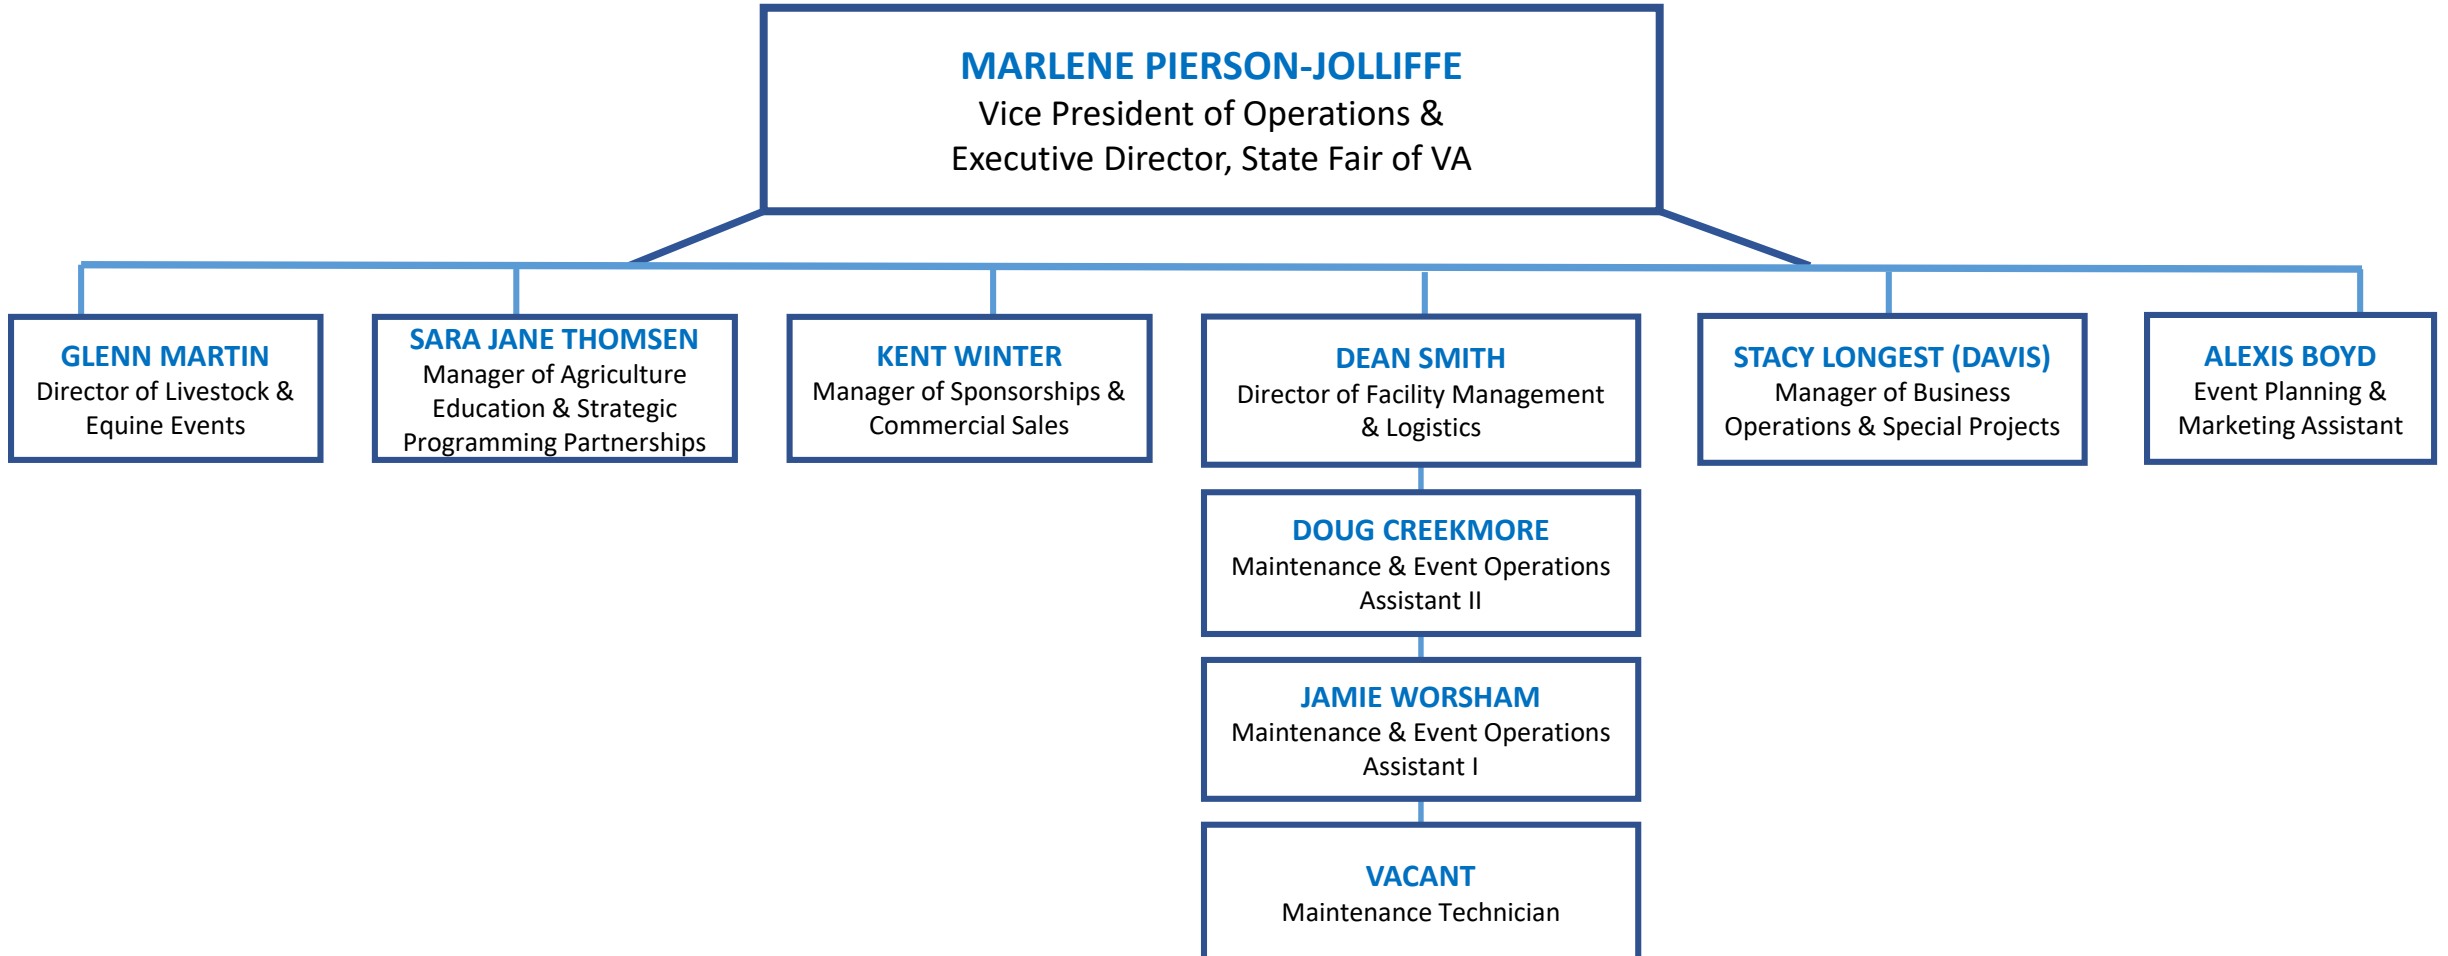 MARLENE PIERSON-JOLLIFFE
Vice President of Operations &
Executive Director, State Fair of VA
GLENN MARTIN
Director of Livestock &
Equine Events
SARA JANE THOMSEN
Manager of Agriculture
Education & Strategic
Programming Partnerships
KENT WINTER
Manager of Sponsorships &
Commercial Sales
DEAN SMITH
Director of Facility Management
& Logistics
STACY LONGEST (DAVIS)
Manager of Business
Operations & Special Projects
ALEXIS BOYD
Event Planning &
Marketing Assistant
DOUG CREEKMORE
Maintenance & Event Operations
Assistant II
JAMIE WORSHAM
Maintenance & Event Operations
Assistant I
VACANT
Maintenance Technician